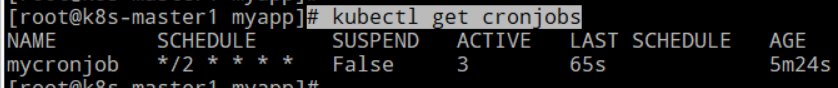 [root@k8s-master1 myapp]# kubectl get cronjobs
NAME SCHEDULE SUSPEND ACTIVE LAST SCHEDULE AGE
mycronjob */2 * * * * False 3 65s 5m24s
[root@k8s-master1 myapp]#